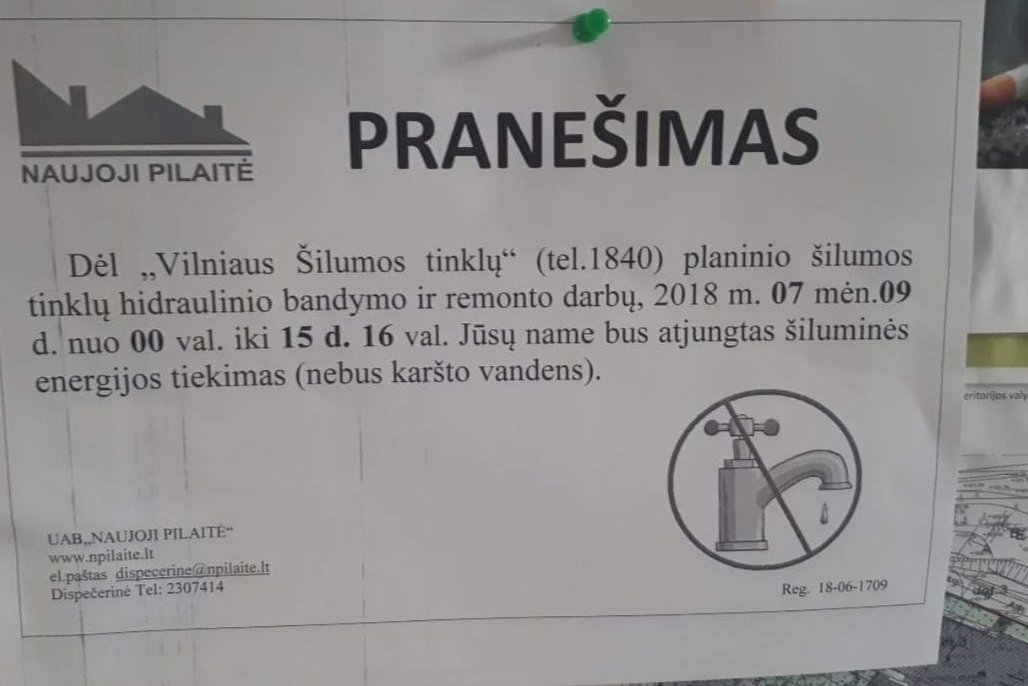 NAUJOJI PILAITĖ
PRANEŠIMAS
Dėl „Vilniaus Šilumos tinklų“ (tel.1840) planinio šilumos
tinklų hidraulinio bandymo ir remonto darbų, 2018 m. 07 mėn.09
d. nuo 00 val. iki 15 d. 16 val. Jūsų name bus atjungtas šiluminės
energijos tiekimas (nebus karšto vandens).
UAB„NAUJOJI PILAITĖ“
www.npilaite.lt
el.paštas dispecerine@npilaite.lt
Dispečerinė Tel: 2307414
Reg. 18-06-1709
eritorijos valy